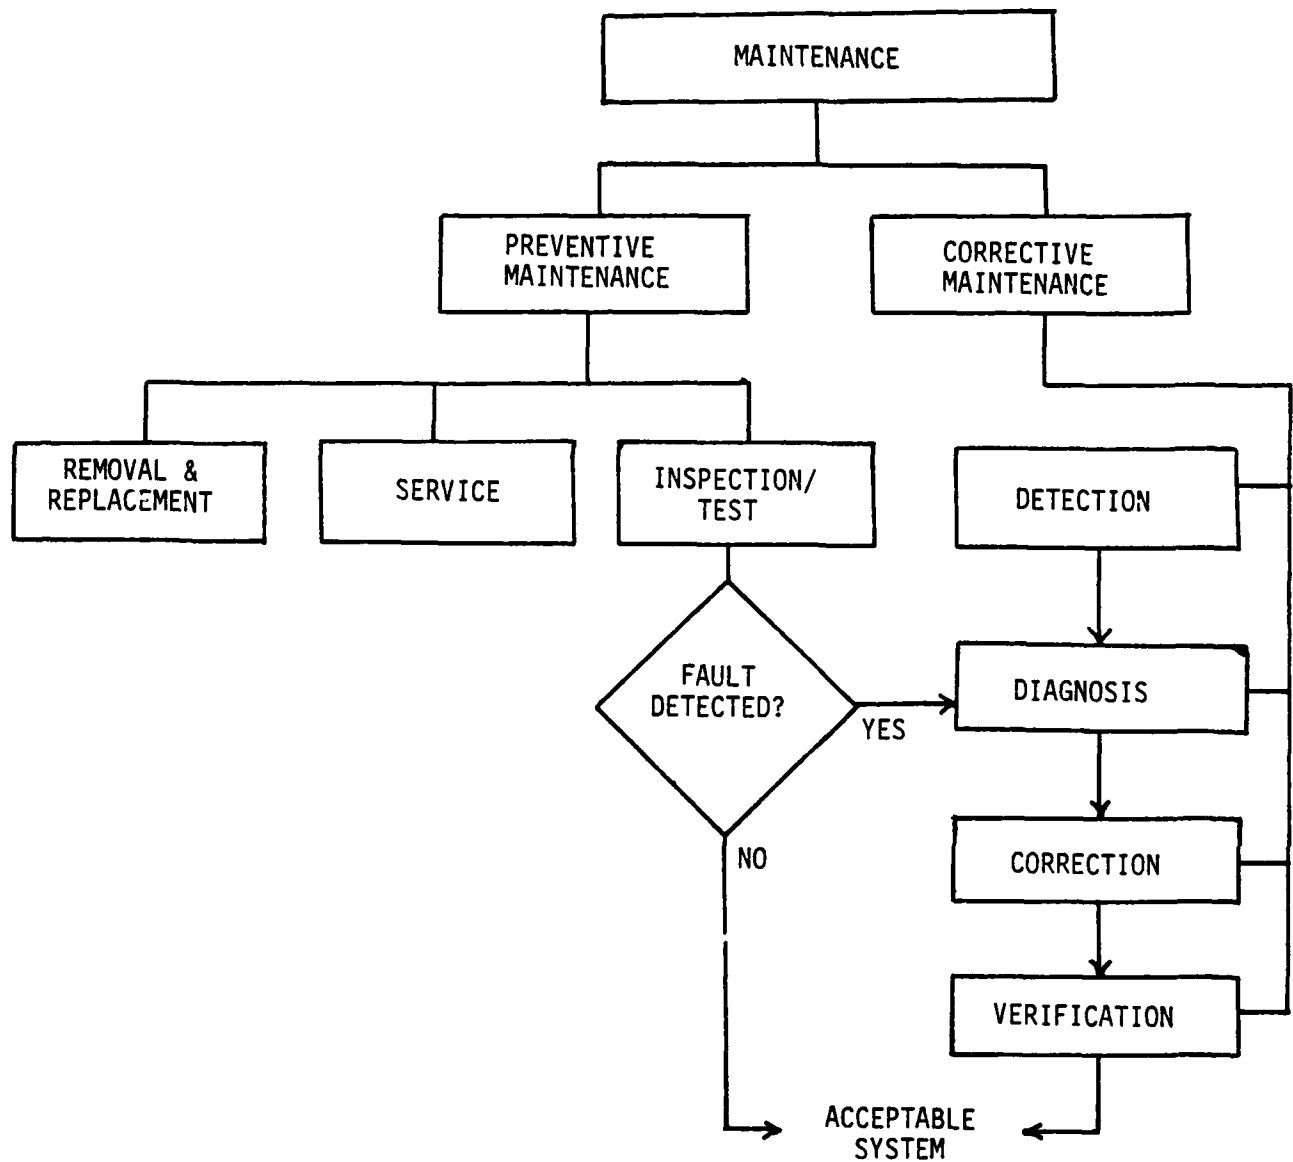 MAINTENANCE
PREVENTIVE
MAINTENANCE
CORRECTIVE
MAINTENANCE
REMOVAL &
REPLACEMENT
SERVICE
INSPECTION/
TEST
DETECTION
FAULT
DETECTED?
YES
DIAGNOSIS
NO
CORRECTION
VERIFICATION
ACCEPTABLE
SYSTEM